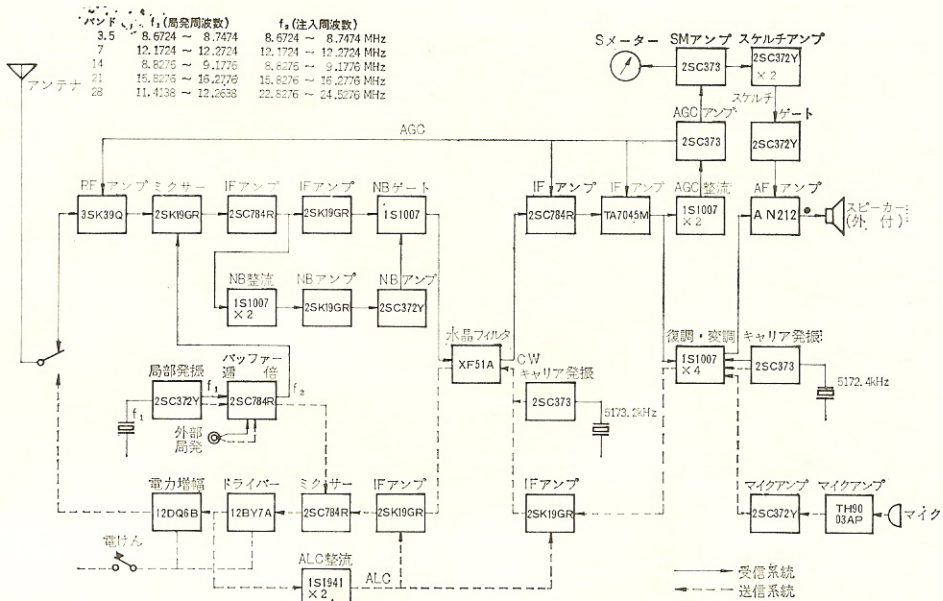 バンド f₁(局発周波数) f₂(注入周波数)
3.5 8.6724 ～ 8.7474 8.6724 ～ 8.7474 MHz
7 12.1724 ～ 12.2724 12.1724 ～ 12.2724 MHz
14 8.8276 ～ 9.1776 8.8276 ～ 9.1776 MHz
21 15.8276 ～ 16.2776 15.8276 ～ 16.2776 MHz
28 11.4138 ～ 12.2638 22.8276 ～ 24.5276 MHz
アンテナ
Sメーター
SMアンプ
2SC373
スケルチアンプ
2SC372Y
×2
スケルチ
ゲート
2SC372Y
AGCアンプ
2SC373
AGC
RFアンプ
3SK39Q
ミクサー
2SK19GR
IFアンプ
2SC784R
IFアンプ
2SK19GR
NBゲート
1S1007
IFアンプ
2SC784R
IFアンプ
TA7045M
AGC整流
1S1007
×2
AFアンプ
AN212
スピーカー
(外付)
NB整流
1S1007
×2
NBアンプ
2SK19GR
NBアンプ
2SC372Y
水晶フィルタ
XF51A
CW
キャリア発振
2SC373
5173.2kHz
復調・変調
1S1007
×4
キャリア発振
2SC373
5172.4kHz
局部発振
2SC372Y
f₁
f₁
バッファー
逓倍
2SC784R
f₂
外部
局発
電力増幅
12DQ6B
ドライバー
12BY7A
ミクサー
2SC784R
IFアンプ
2SK19GR
IFアンプ
2SK19GR
マイクアンプ
2SC372Y
マイクアンプ
TH90
03AP
マイク
電けん
ALC整流
1S1941
×2
ALC
受信系統
送信系統